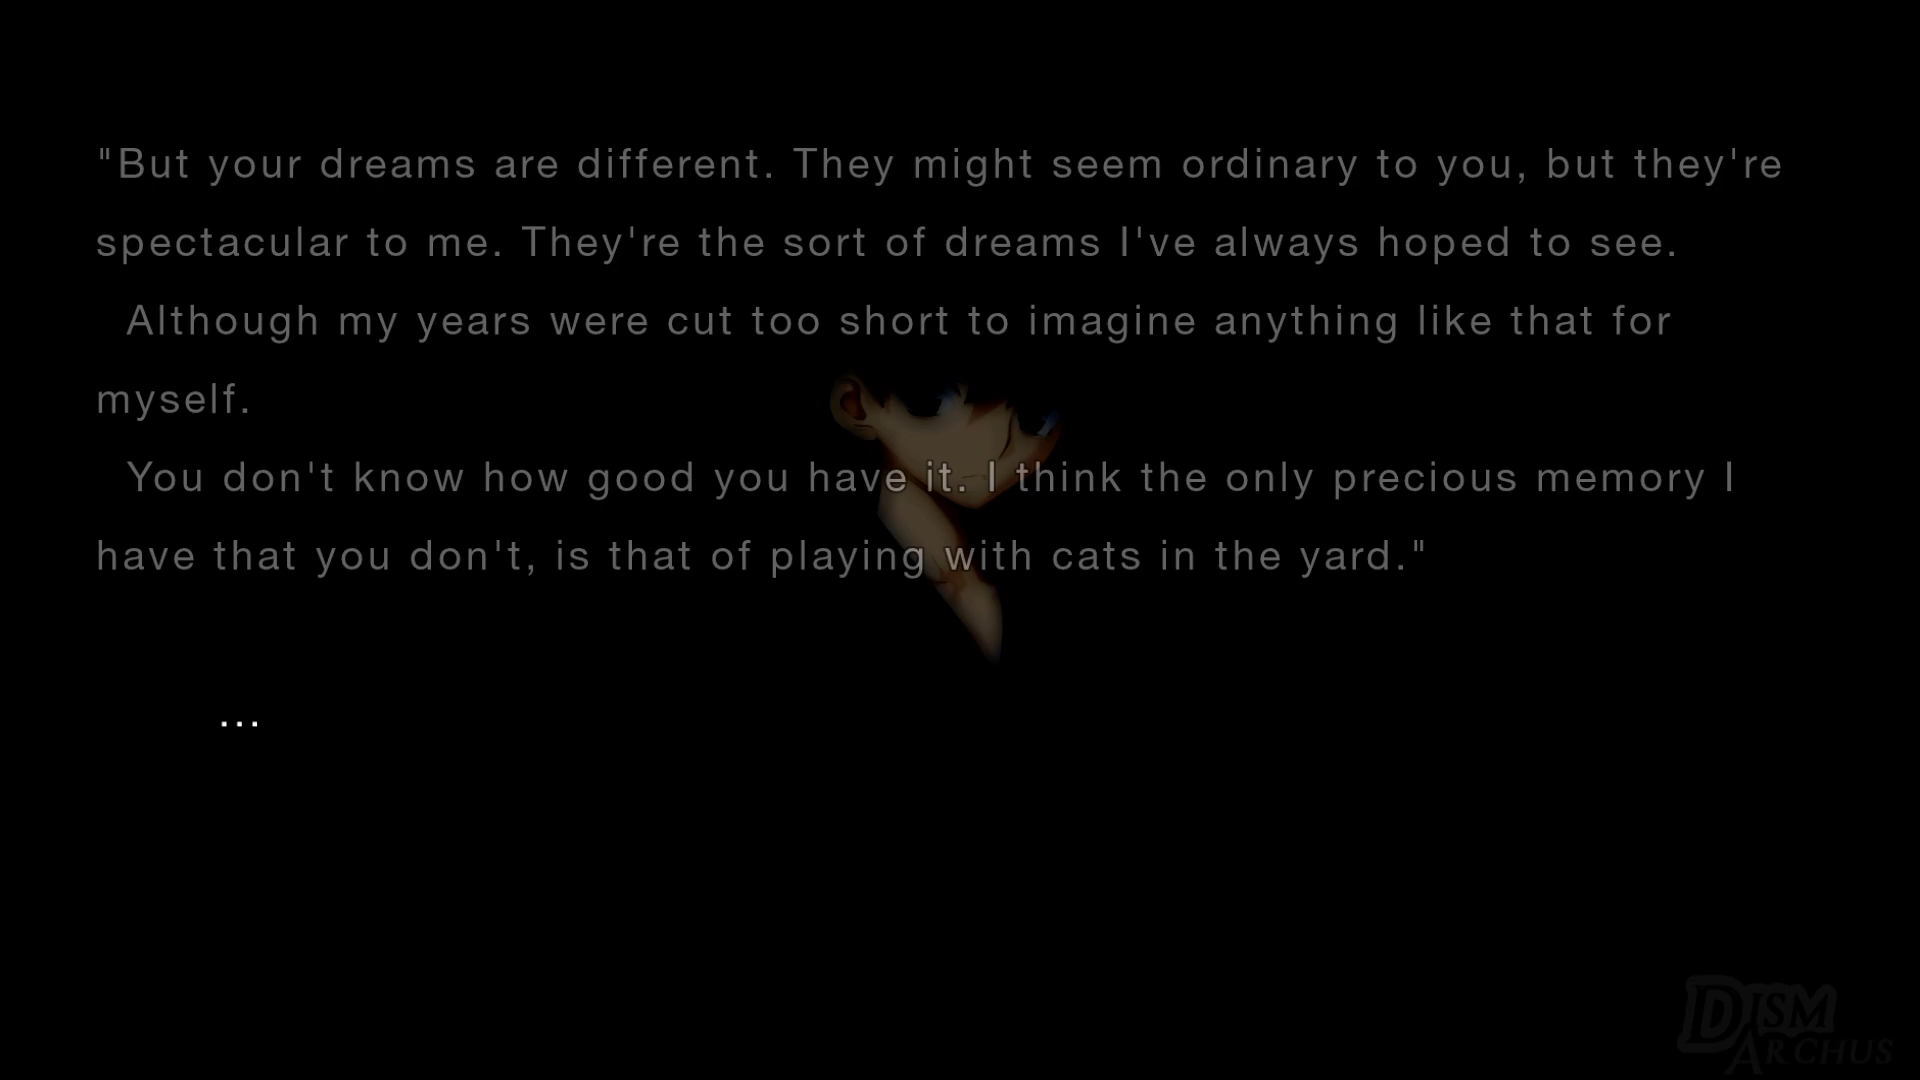 "But your dreams are different. They might seem ordinary to you, but they're
spectacular to me. They're the sort of dreams I've always hoped to see.
Although my years were cut too short to imagine anything like that for
myself.
You don't know how good you have it. I think the only precious memory I
have that you don't, is that of playing with cats in the yard."
...
DISM
ARCHUS